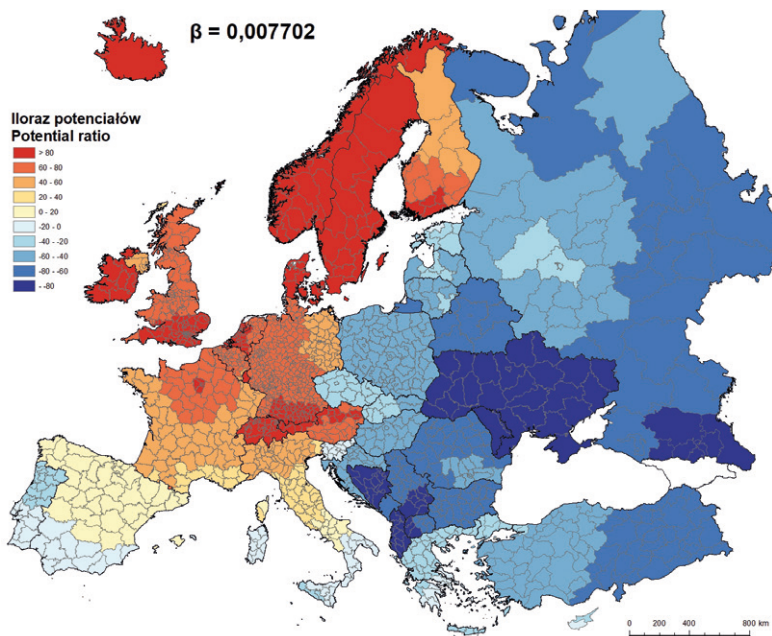 β = 0,007702
Iloraz potencjałów
Potential ratio
> 80
60 - 80
40 - 60
20 - 40
0 - 20
-20 - 0
-40 - -20
-60 - -40
-80 - -60
< -80
0 200 400 800 km